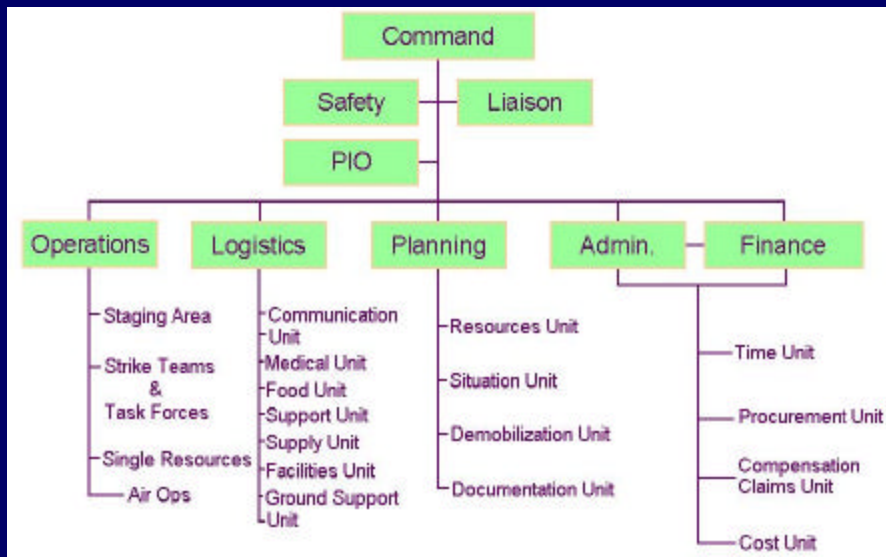 Command
Safety
Liaison
PIO
Operations
Logistics
Planning
Admin.
Finance
Staging Area
Strike Teams
&
Task Forces
Single Resources
Air Ops
Communication
Unit
Medical Unit
Food Unit
Support Unit
Supply Unit
Facilities Unit
Ground Support
Unit
Resources Unit
Situation Unit
Demobilization Unit
Documentation Unit
Time Unit
Procurement Unit
Compensation
Claims Unit
Cost Unit